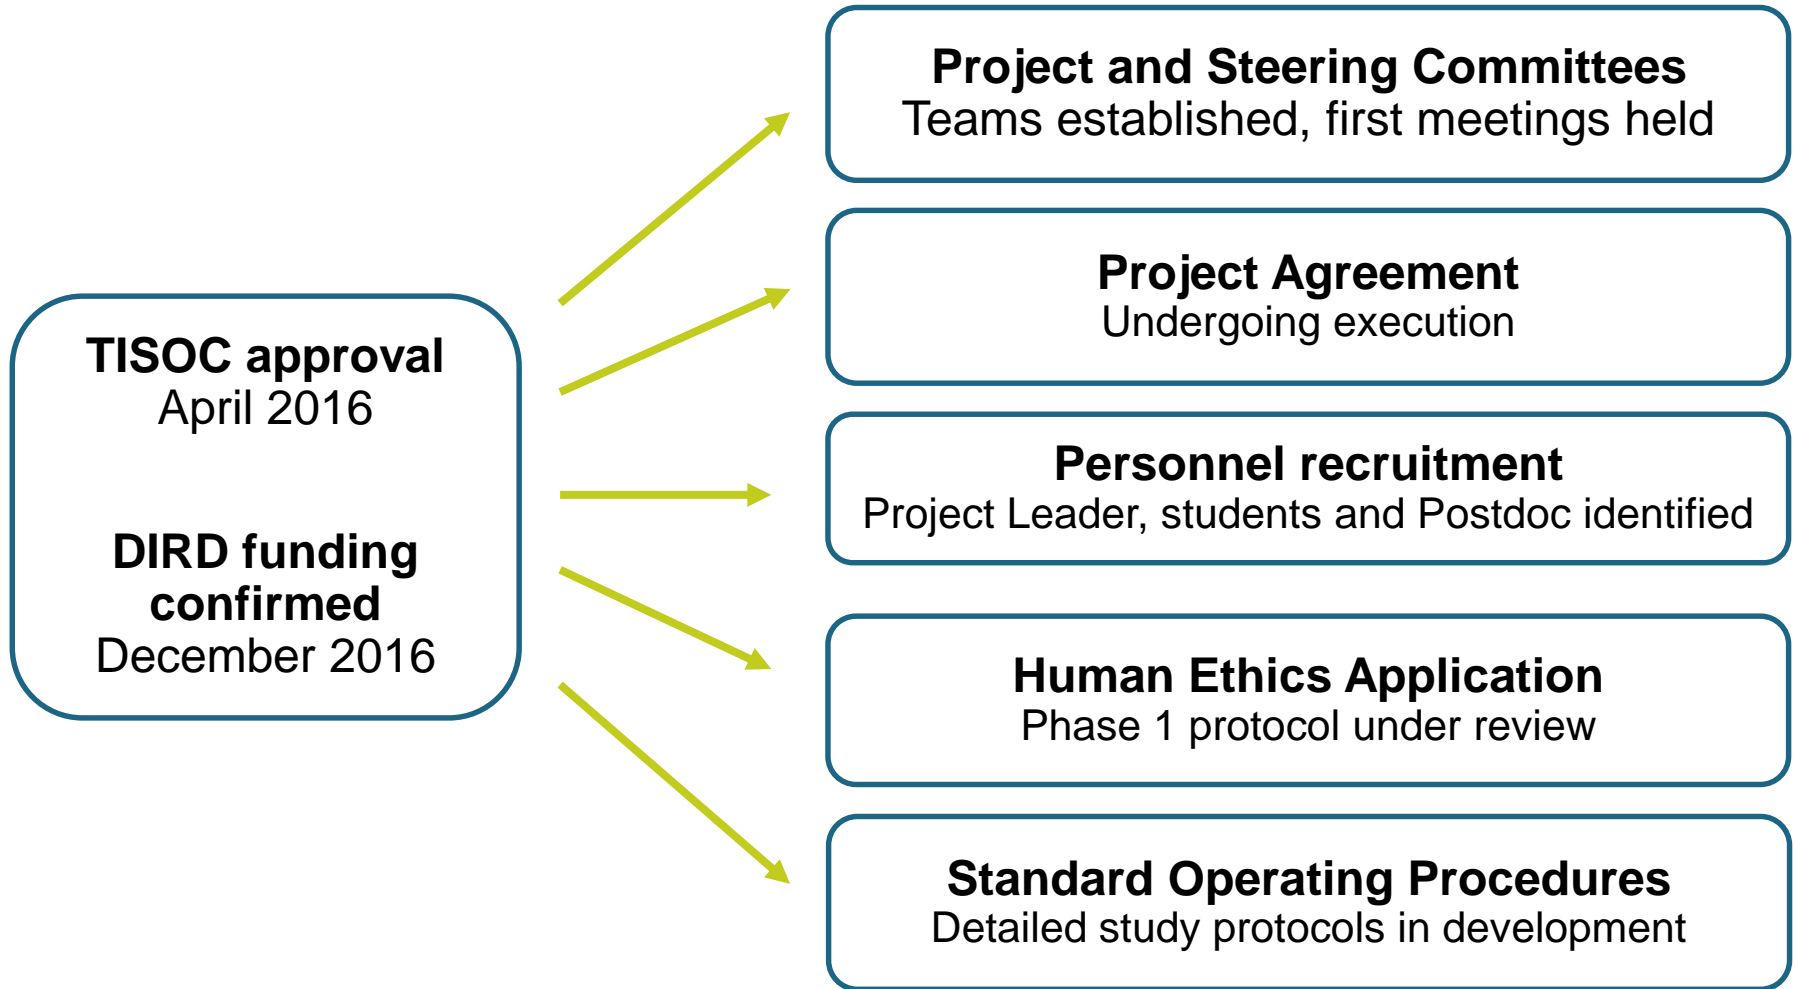 TISOC approval
April 2016
DIRD funding
confirmed
December 2016
Project and Steering Committees
Teams established, first meetings held
Project Agreement
Undergoing execution
Personnel recruitment
Project Leader, students and Postdoc identified
Human Ethics Application
Phase 1 protocol under review
Standard Operating Procedures
Detailed study protocols in development